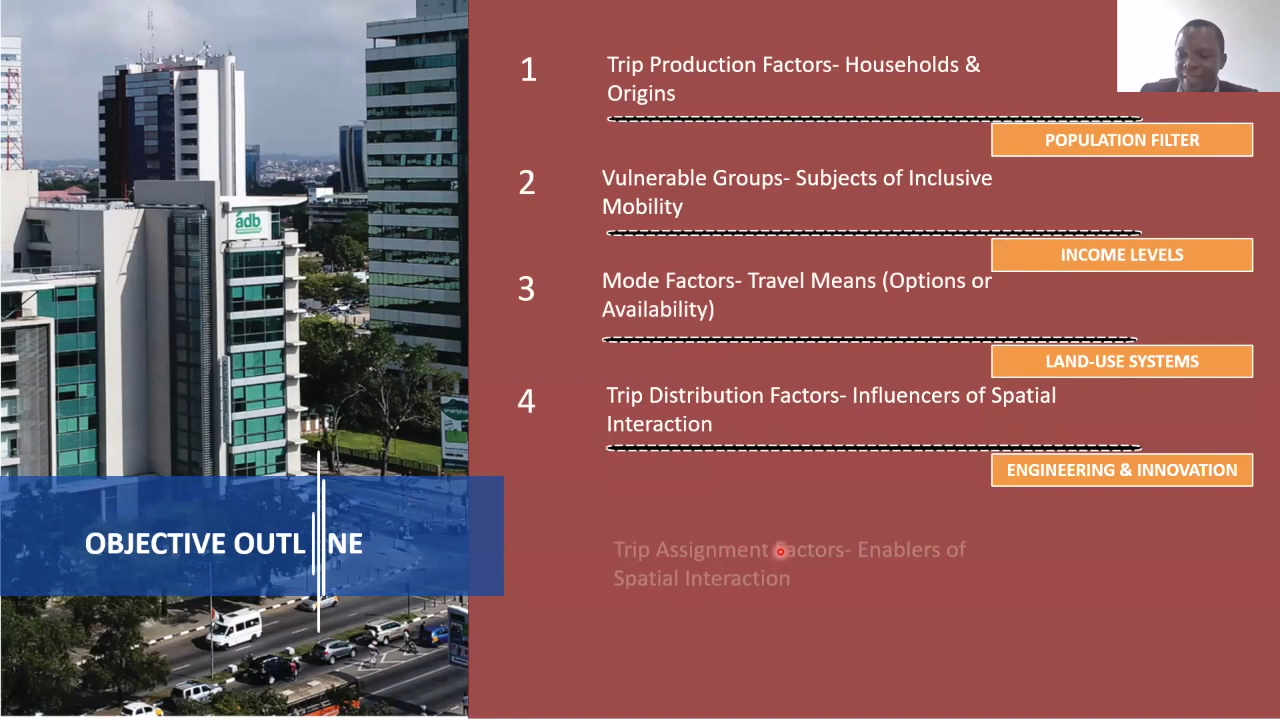 1
Trip Production Factors- Households &
Origins
POPULATION FILTER
2
Vulnerable Groups- Subjects of Inclusive
Mobility
INCOME LEVELS
3
Mode Factors- Travel Means (Options or
Availability)
LAND-USE SYSTEMS
4
Trip Distribution Factors- Influencers of Spatial
Interaction
ENGINEERING & INNOVATION
Trip Assignment Factors- Enablers of
Spatial Interaction
adb
OBJECTIVE OUTL NE